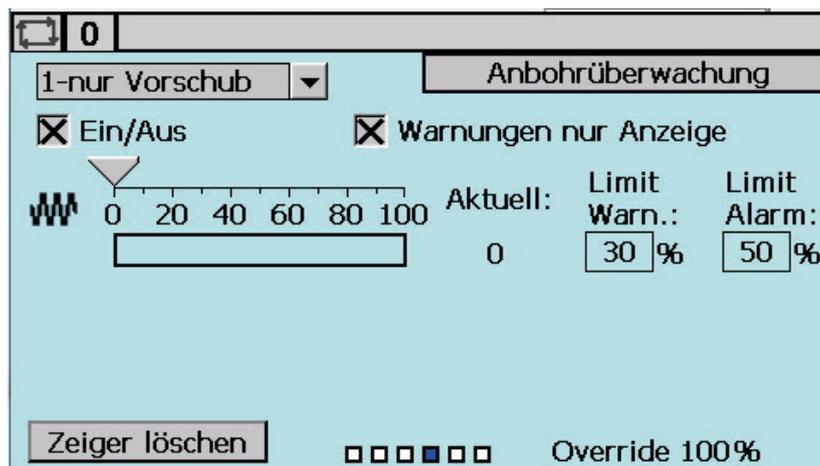 0
1-nur Vorschub
Anbohrüberwachung
Ein/Aus
Warnungen nur Anzeige
0 20 40 60 80 100
Aktuell:
0
Limit
Warn.:
30 %
Limit
Alarm:
50 %
Zeiger löschen
Override 100%